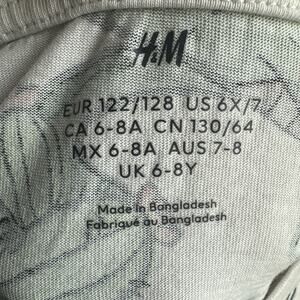 H&M
EUR 122/128 US 6X/7
CA 6-8A CN 130/64
MX 6-8A AUS 7-8
UK 6-8Y
Made in Bangladesh
Fabriqué au Bangladesh